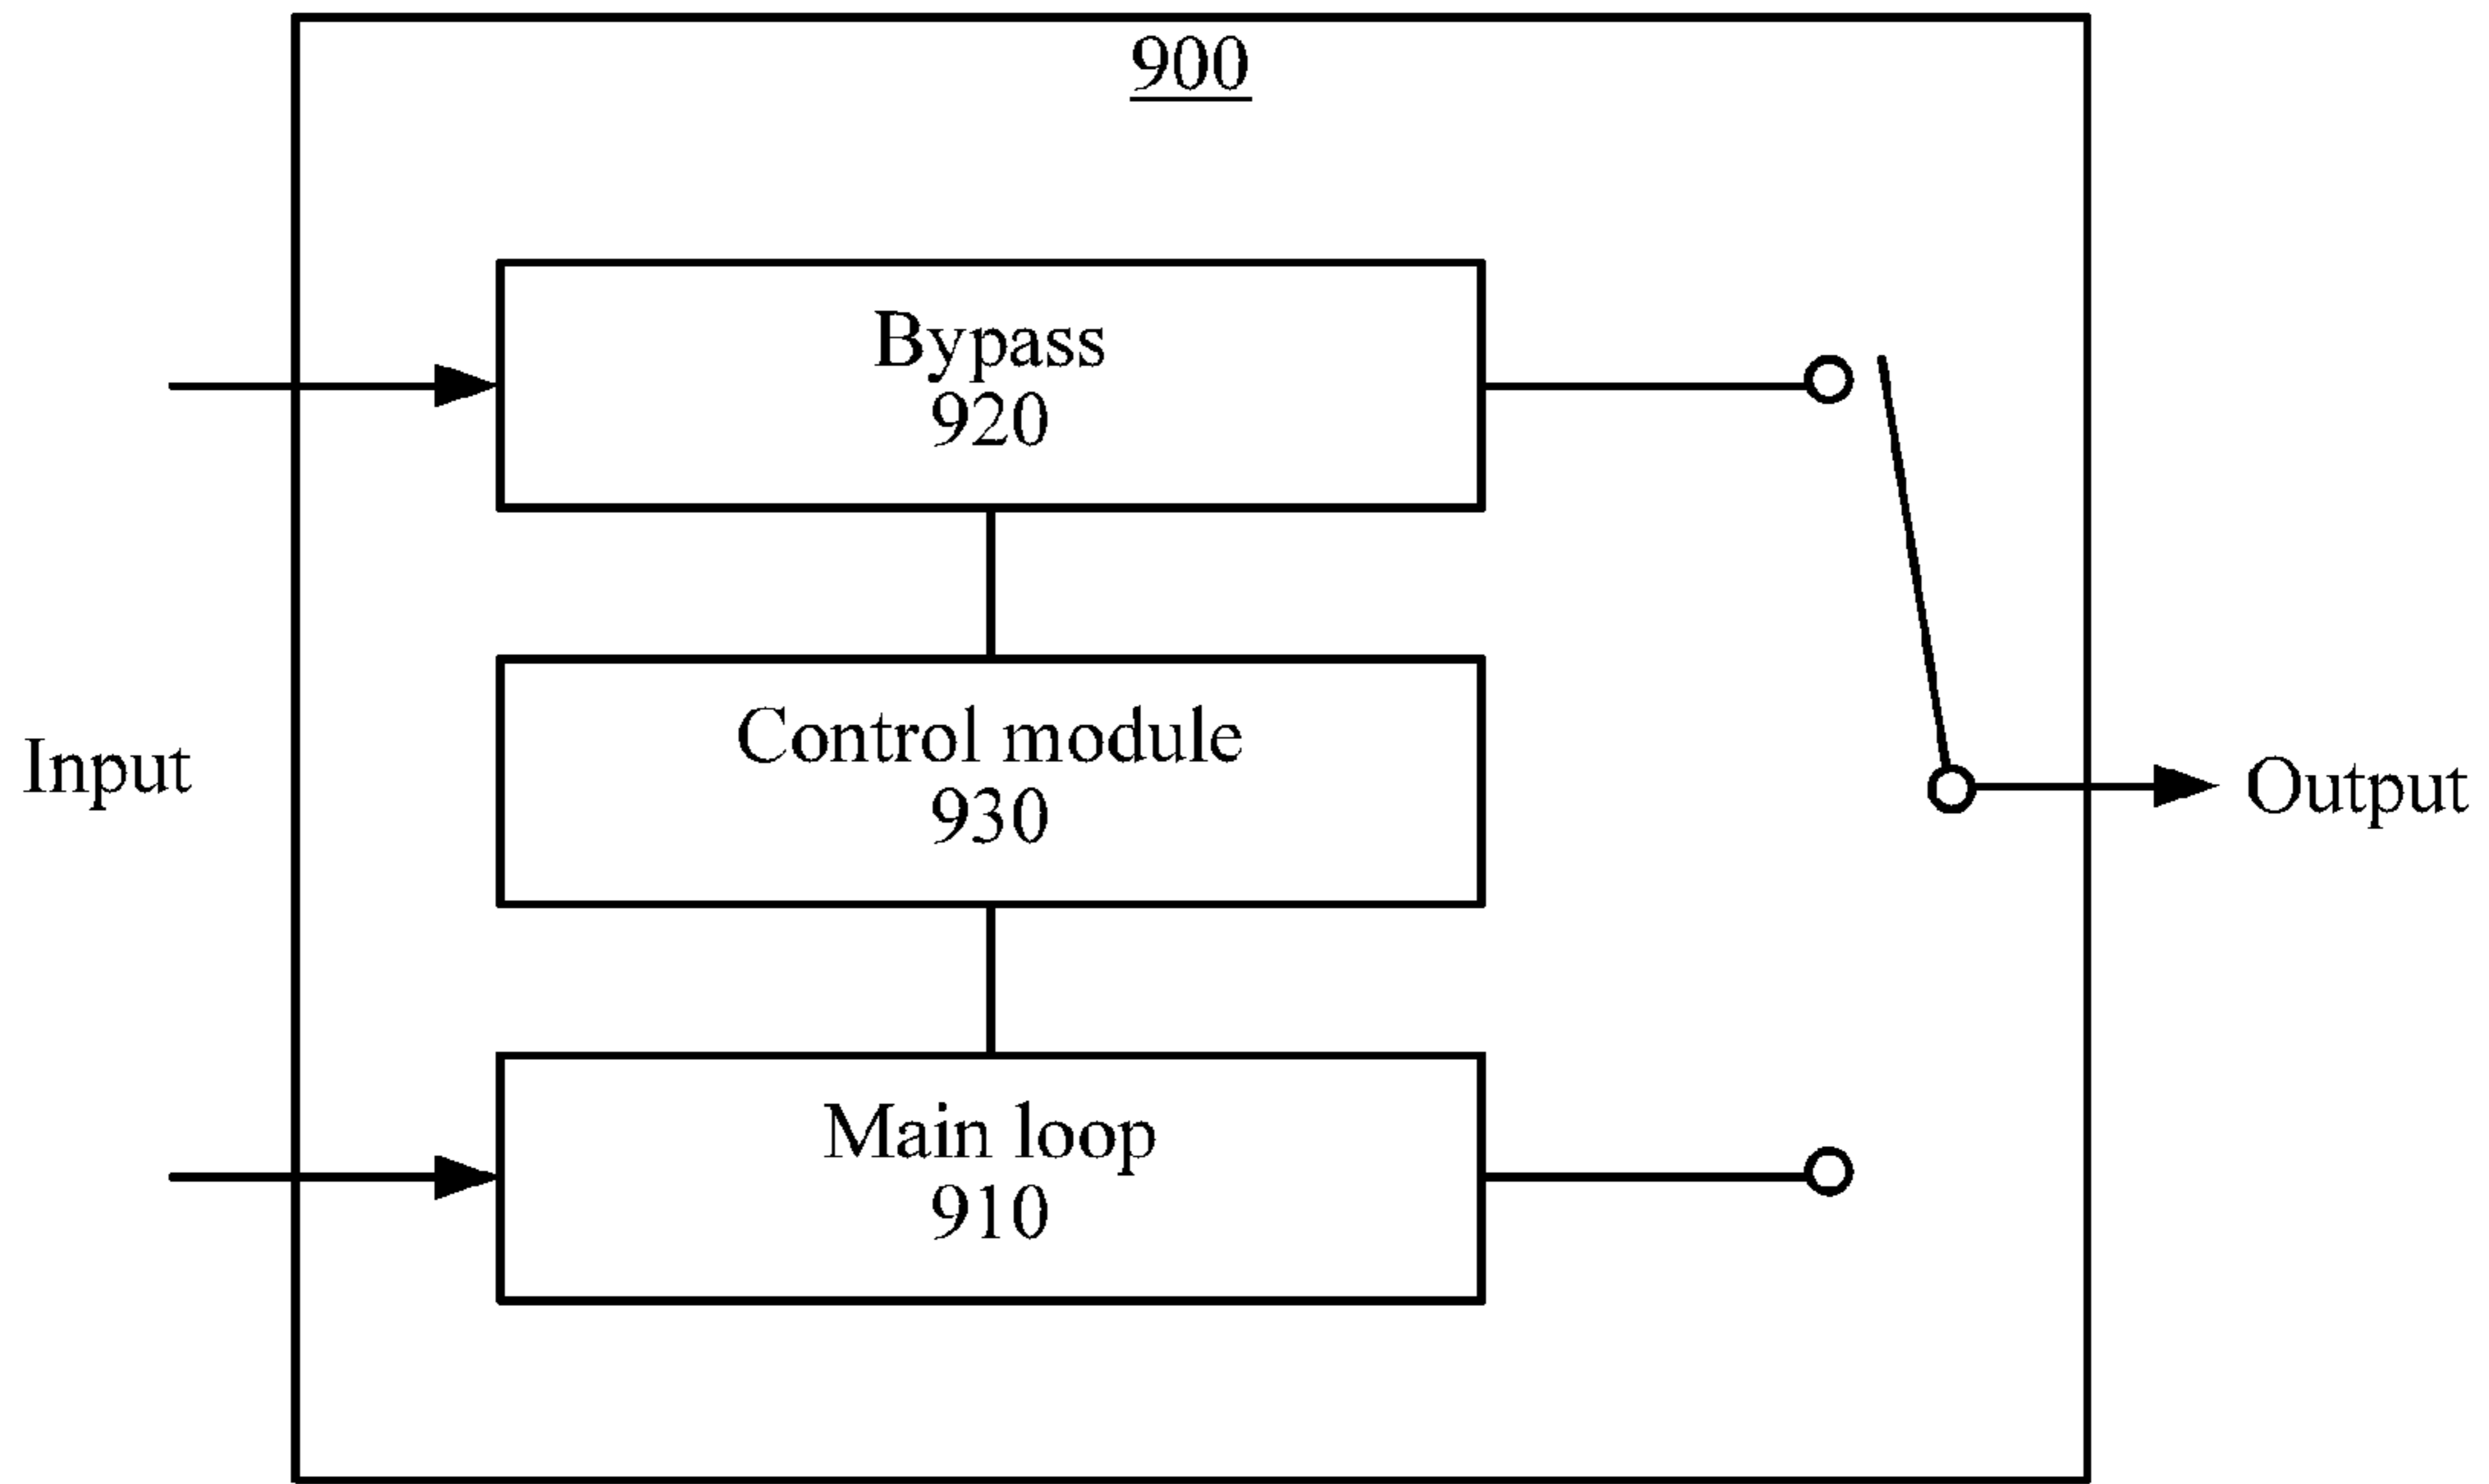 900
Bypass
920
Control module
930
Input
Output
Main loop
910